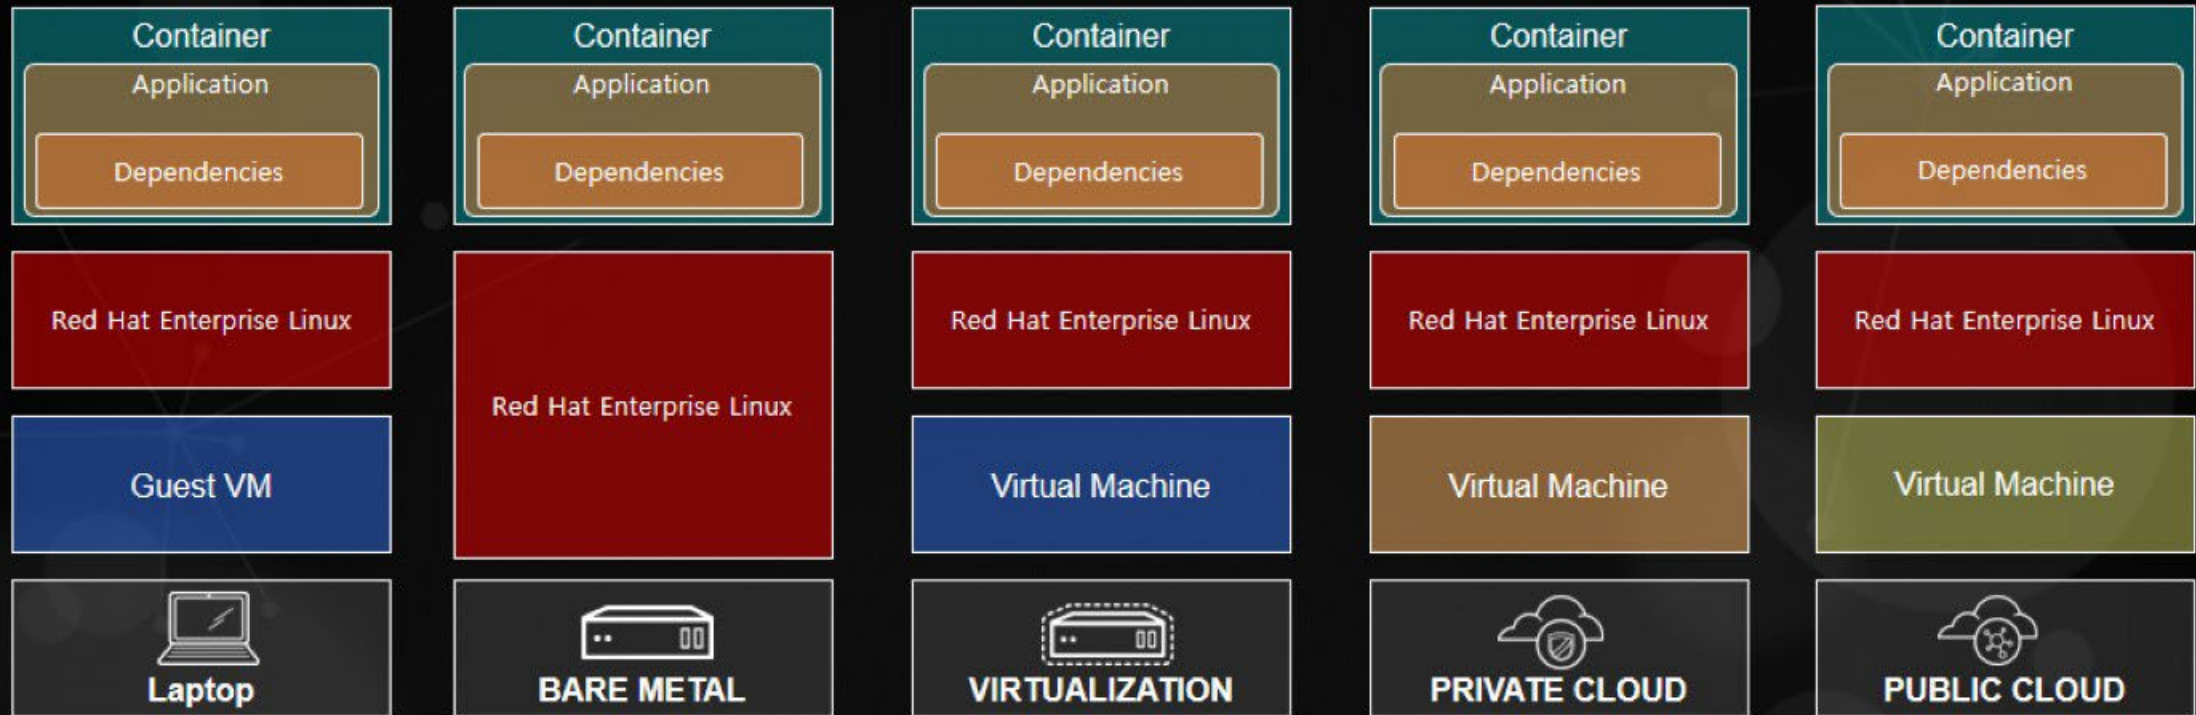 Container
Application
Dependencies
Red Hat Enterprise Linux
Guest VM
Laptop
Container
Application
Dependencies
Red Hat Enterprise Linux
BARE METAL
Container
Application
Dependencies
Red Hat Enterprise Linux
Virtual Machine
VIRTUALIZATION
Container
Application
Dependencies
Red Hat Enterprise Linux
Virtual Machine
PRIVATE CLOUD
Container
Application
Dependencies
Red Hat Enterprise Linux
Virtual Machine
PUBLIC CLOUD